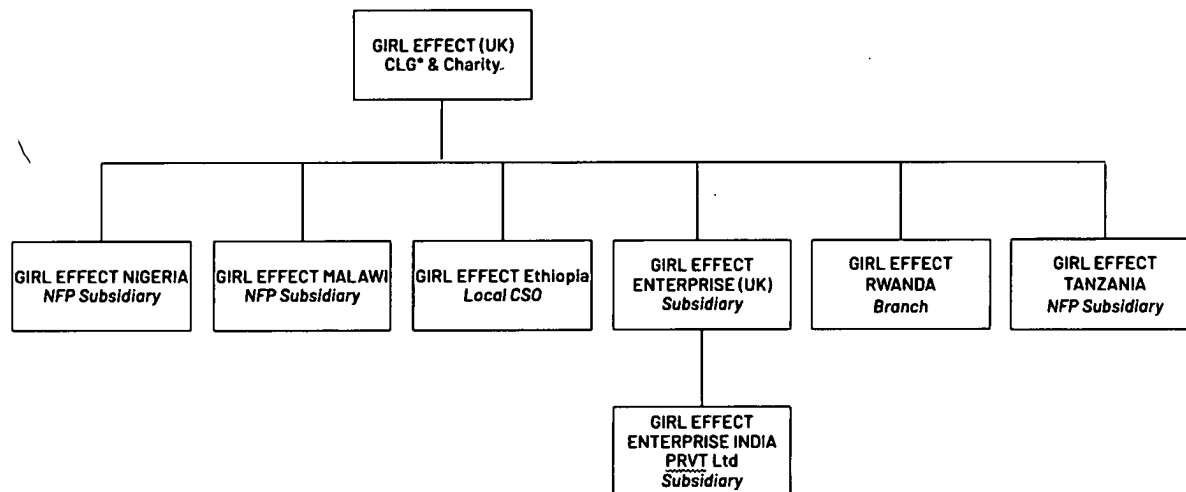 GIRL EFFECT (UK)
CLG* & Charity.
GIRL EFFECT NIGERIA
NFP Subsidiary
GIRL EFFECT MALAWI
NFP Subsidiary
GIRL EFFECT Ethiopia
Local CSO
GIRL EFFECT
ENTERPRISE (UK)
Subsidiary
GIRL EFFECT
RWANDA
Branch
GIRL EFFECT
TANZANIA
NFP Subsidiary
GIRL EFFECT
ENTERPRISE INDIA
PRVT Ltd
Subsidiary